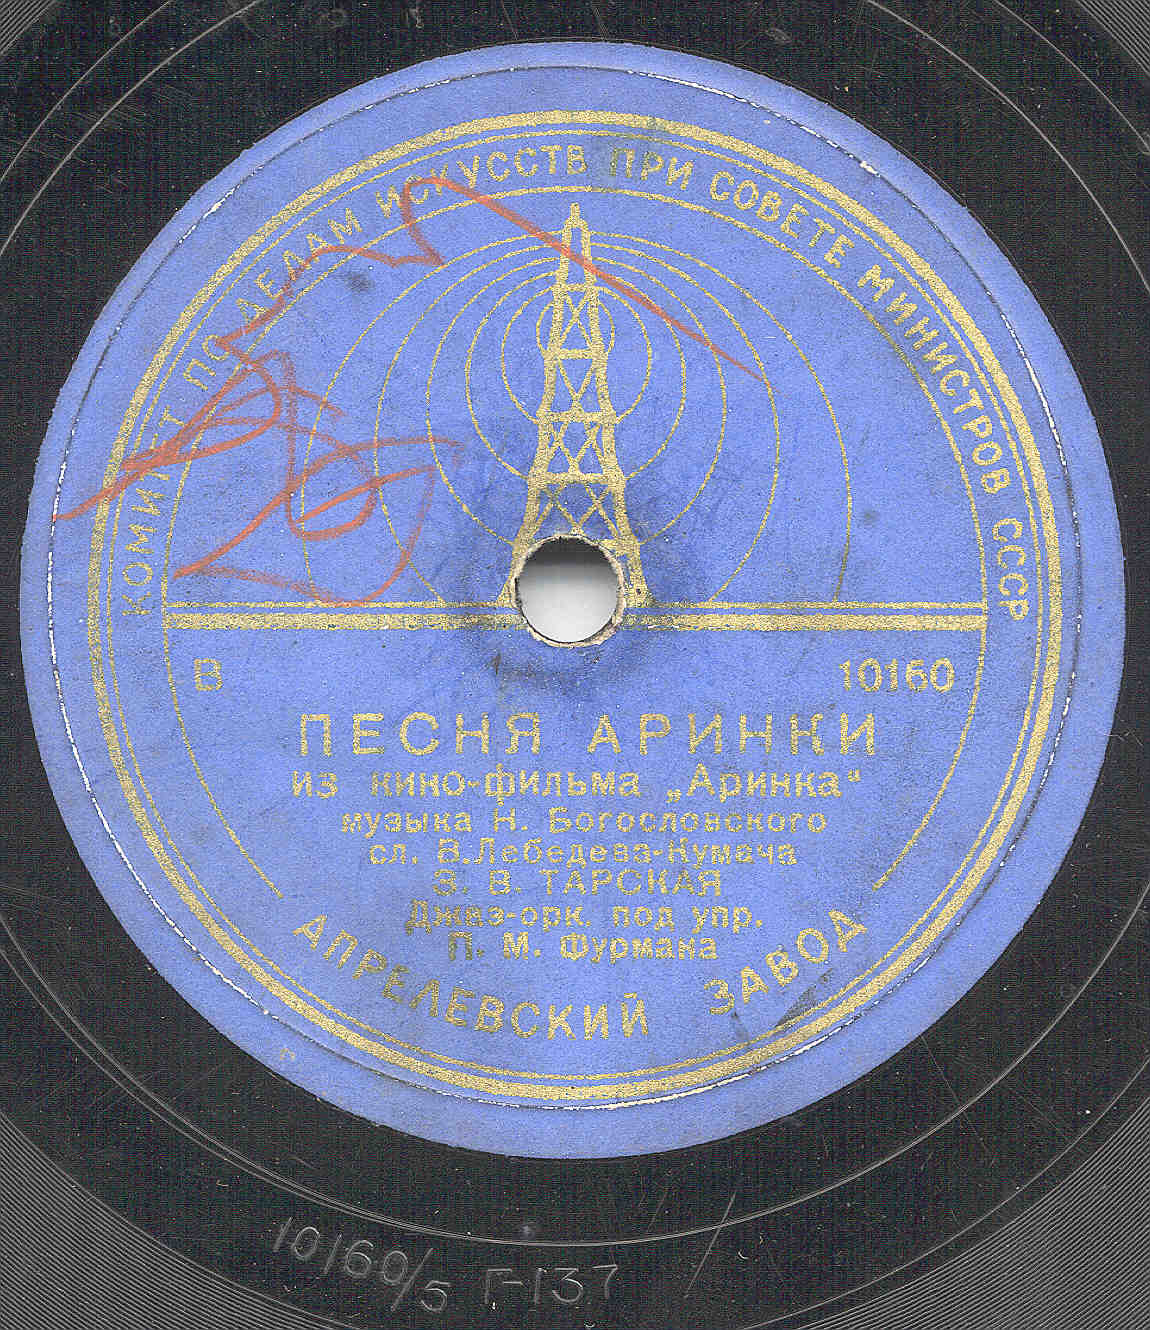 КОМИТЕТ ПО ДЕЛАМ ИСКУССТВ ПРИ СОВЕТЕ МИНИСТРОВ СССР
В 10160
ПЕСНЯ АРИНКИ
из кино-фильма „Аринка“
музыка Н. Богословского
сл. В.Лебедева-Кумача
З. В. ТАРСКАЯ
Джаз-орк. под упр.
П. М. Фурмана
АПРЕЛЕВСКИЙ ЗАВОД
10160/5 Г-137